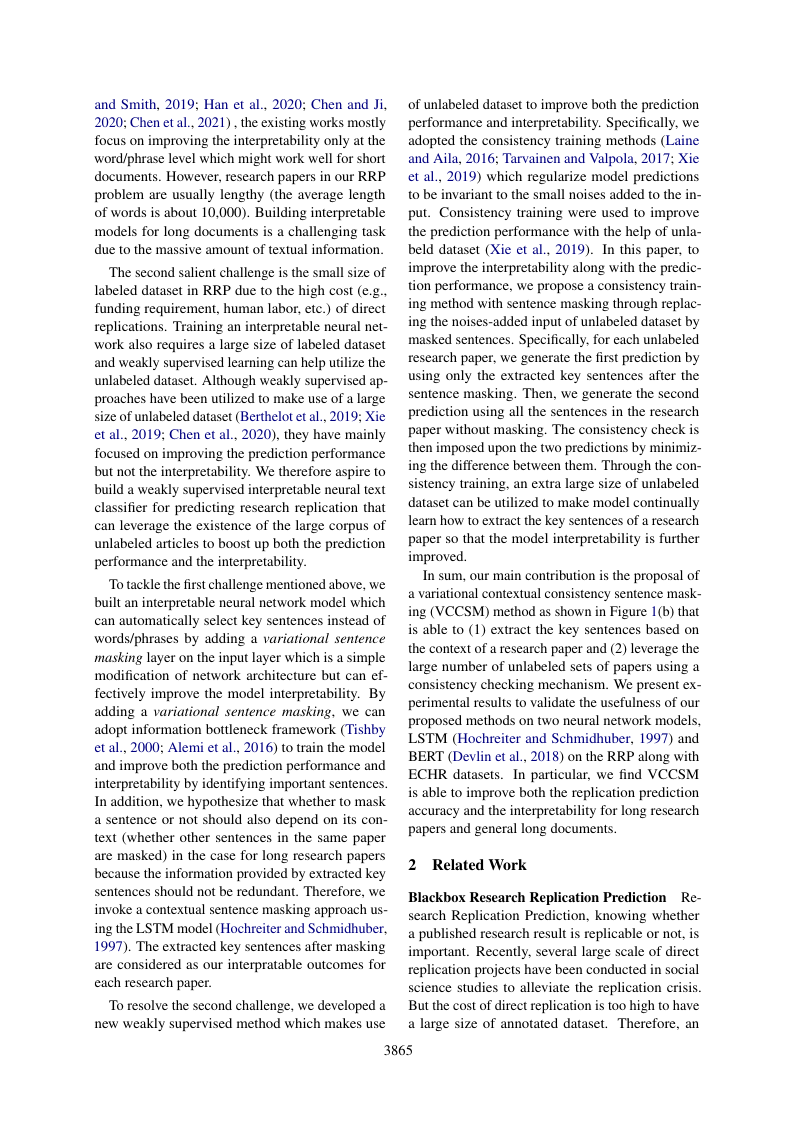 and Smith, 2019; Han et al., 2020; Chen and Ji,
2020; Chen et al., 2021) , the existing works mostly
focus on improving the interpretability only at the
word/phrase level which might work well for short
documents. However, research papers in our RRP
problem are usually lengthy (the average length
of words is about 10,000). Building interpretable
models for long documents is a challenging task
due to the massive amount of textual information.
The second salient challenge is the small size of
labeled dataset in RRP due to the high cost (e.g.,
funding requirement, human labor, etc.) of direct
replications. Training an interpretable neural net-
work also requires a large size of labeled dataset
and weakly supervised learning can help utilize the
unlabeled dataset. Although weakly supervised ap-
proaches have been utilized to make use of a large
size of unlabeled dataset (Berthelot et al., 2019; Xie
et al., 2019; Chen et al., 2020), they have mainly
focused on improving the prediction performance
but not the interpretability. We therefore aspire to
build a weakly supervised interpretable neural text
classifier for predicting research replication that
can leverage the existence of the large corpus of
unlabeled articles to boost up both the prediction
performance and the interpretability.
To tackle the first challenge mentioned above, we
built an interpretable neural network model which
can automatically select key sentences instead of
words/phrases by adding a variational sentence
masking layer on the input layer which is a simple
modification of network architecture but can ef-
fectively improve the model interpretability. By
adding a variational sentence masking, we can
adopt information bottleneck framework (Tishby
et al., 2000; Alemi et al., 2016) to train the model
and improve both the prediction performance and
interpretability by identifying important sentences.
In addition, we hypothesize that whether to mask
a sentence or not should also depend on its con-
text (whether other sentences in the same paper
are masked) in the case for long research papers
because the information provided by extracted key
sentences should not be redundant. Therefore, we
invoke a contextual sentence masking approach us-
ing the LSTM model (Hochreiter and Schmidhuber,
1997). The extracted key sentences after masking
are considered as our interpratable outcomes for
each research paper.
To resolve the second challenge, we developed a
new weakly supervised method which makes use
of unlabeled dataset to improve both the prediction
performance and interpretability. Specifically, we
adopted the consistency training methods (Laine
and Aila, 2016; Tarvainen and Valpola, 2017; Xie
et al., 2019) which regularize model predictions
to be invariant to the small noises added to the in-
put. Consistency training were used to improve
the prediction performance with the help of unla-
beld dataset (Xie et al., 2019). In this paper, to
improve the interpretability along with the predic-
tion performance, we propose a consistency train-
ing method with sentence masking through replac-
ing the noises-added input of unlabeled dataset by
masked sentences. Specifically, for each unlabeled
research paper, we generate the first prediction by
using only the extracted key sentences after the
sentence masking. Then, we generate the second
prediction using all the sentences in the research
paper without masking. The consistency check is
then imposed upon the two predictions by minimiz-
ing the difference between them. Through the con-
sistency training, an extra large size of unlabeled
dataset can be utilized to make model continually
learn how to extract the key sentences of a research
paper so that the model interpretability is further
improved.
In sum, our main contribution is the proposal of
a variational contextual consistency sentence mask-
ing (VCCSM) method as shown in Figure 1(b) that
is able to (1) extract the key sentences based on
the context of a research paper and (2) leverage the
large number of unlabeled sets of papers using a
consistency checking mechanism. We present ex-
perimental results to validate the usefulness of our
proposed methods on two neural network models,
LSTM (Hochreiter and Schmidhuber, 1997) and
BERT (Devlin et al., 2018) on the RRP along with
ECHR datasets. In particular, we find VCCSM
is able to improve both the replication prediction
accuracy and the interpretability for long research
papers and general long documents.
2 Related Work
Blackbox Research Replication Prediction Re-
search Replication Prediction, knowing whether
a published research result is replicable or not, is
important. Recently, several large scale of direct
replication projects have been conducted in social
science studies to alleviate the replication crisis.
But the cost of direct replication is too high to have
a large size of annotated dataset. Therefore, an
3865